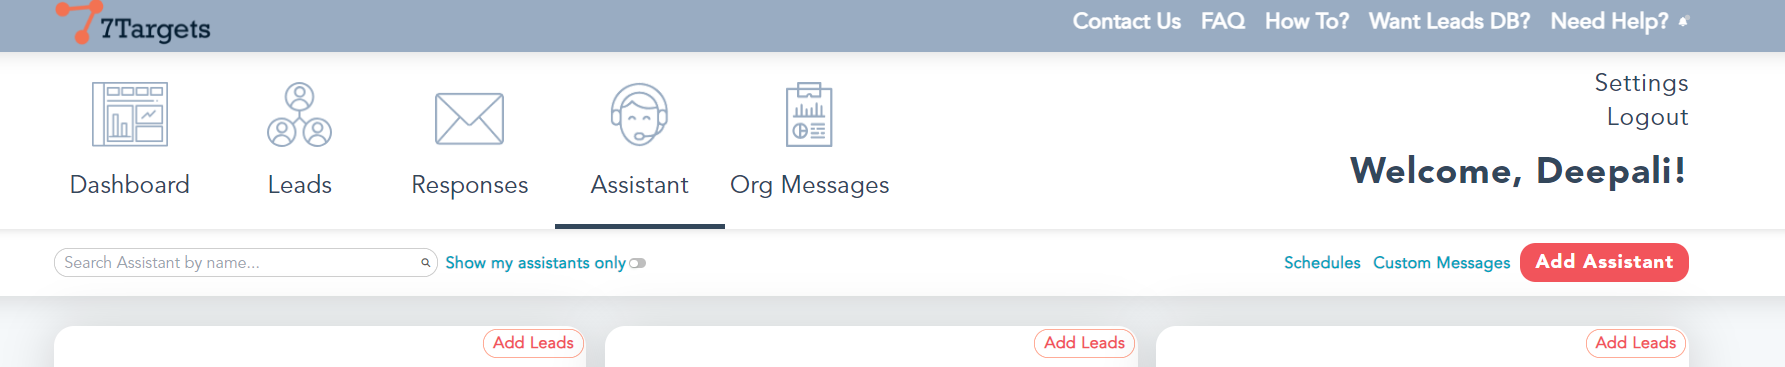 7Targets
Contact Us FAQ How To? Want Leads DB? Need Help?
Settings
Logout
Welcome, Deepali!
Dashboard Leads Responses Assistant Org Messages
Search Assistant by name... Show my assistants only Schedules Custom Messages Add Assistant
Add Leads Add Leads Add Leads